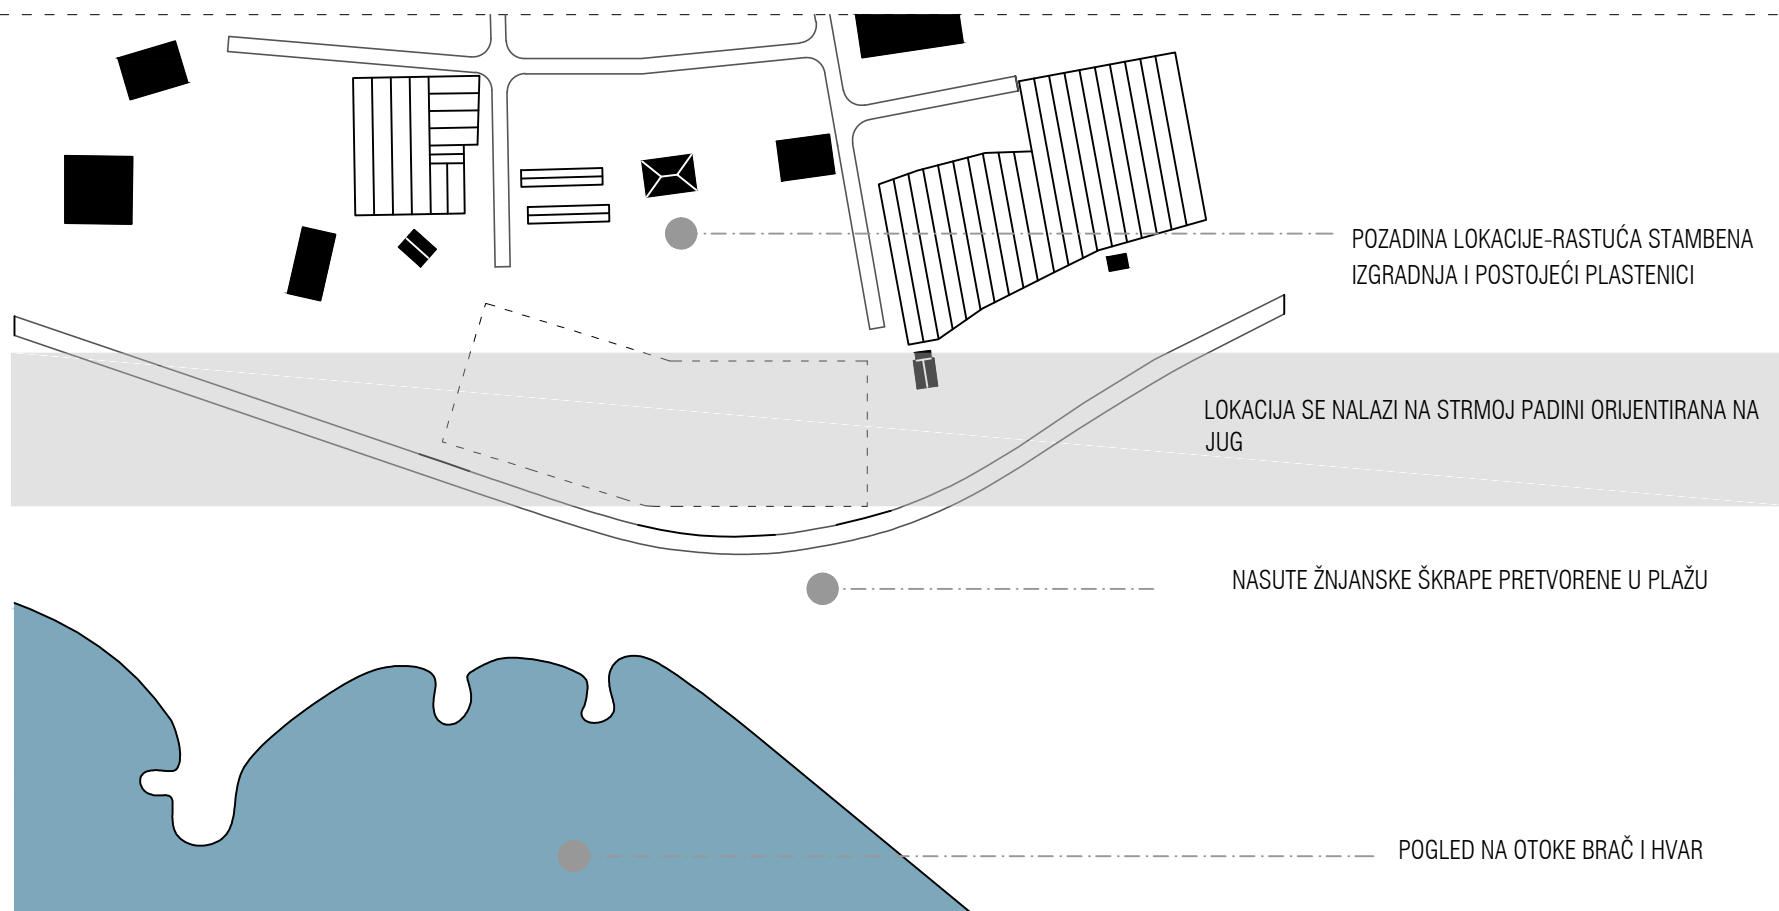 POZADINA LOKACIJE-RASTUĆA STAMBENA
IZGRADNJA I POSTOJEĆI PLASTENICI
LOKACIJA SE NALAZI NA STRMOJ PADINI ORIJENTIRANA NA
JUG
NASUTE ŽNJANSKE ŠKRAPE PRETVORENE U PLAŽU
POGLED NA OTOKE BRAČ I HVAR